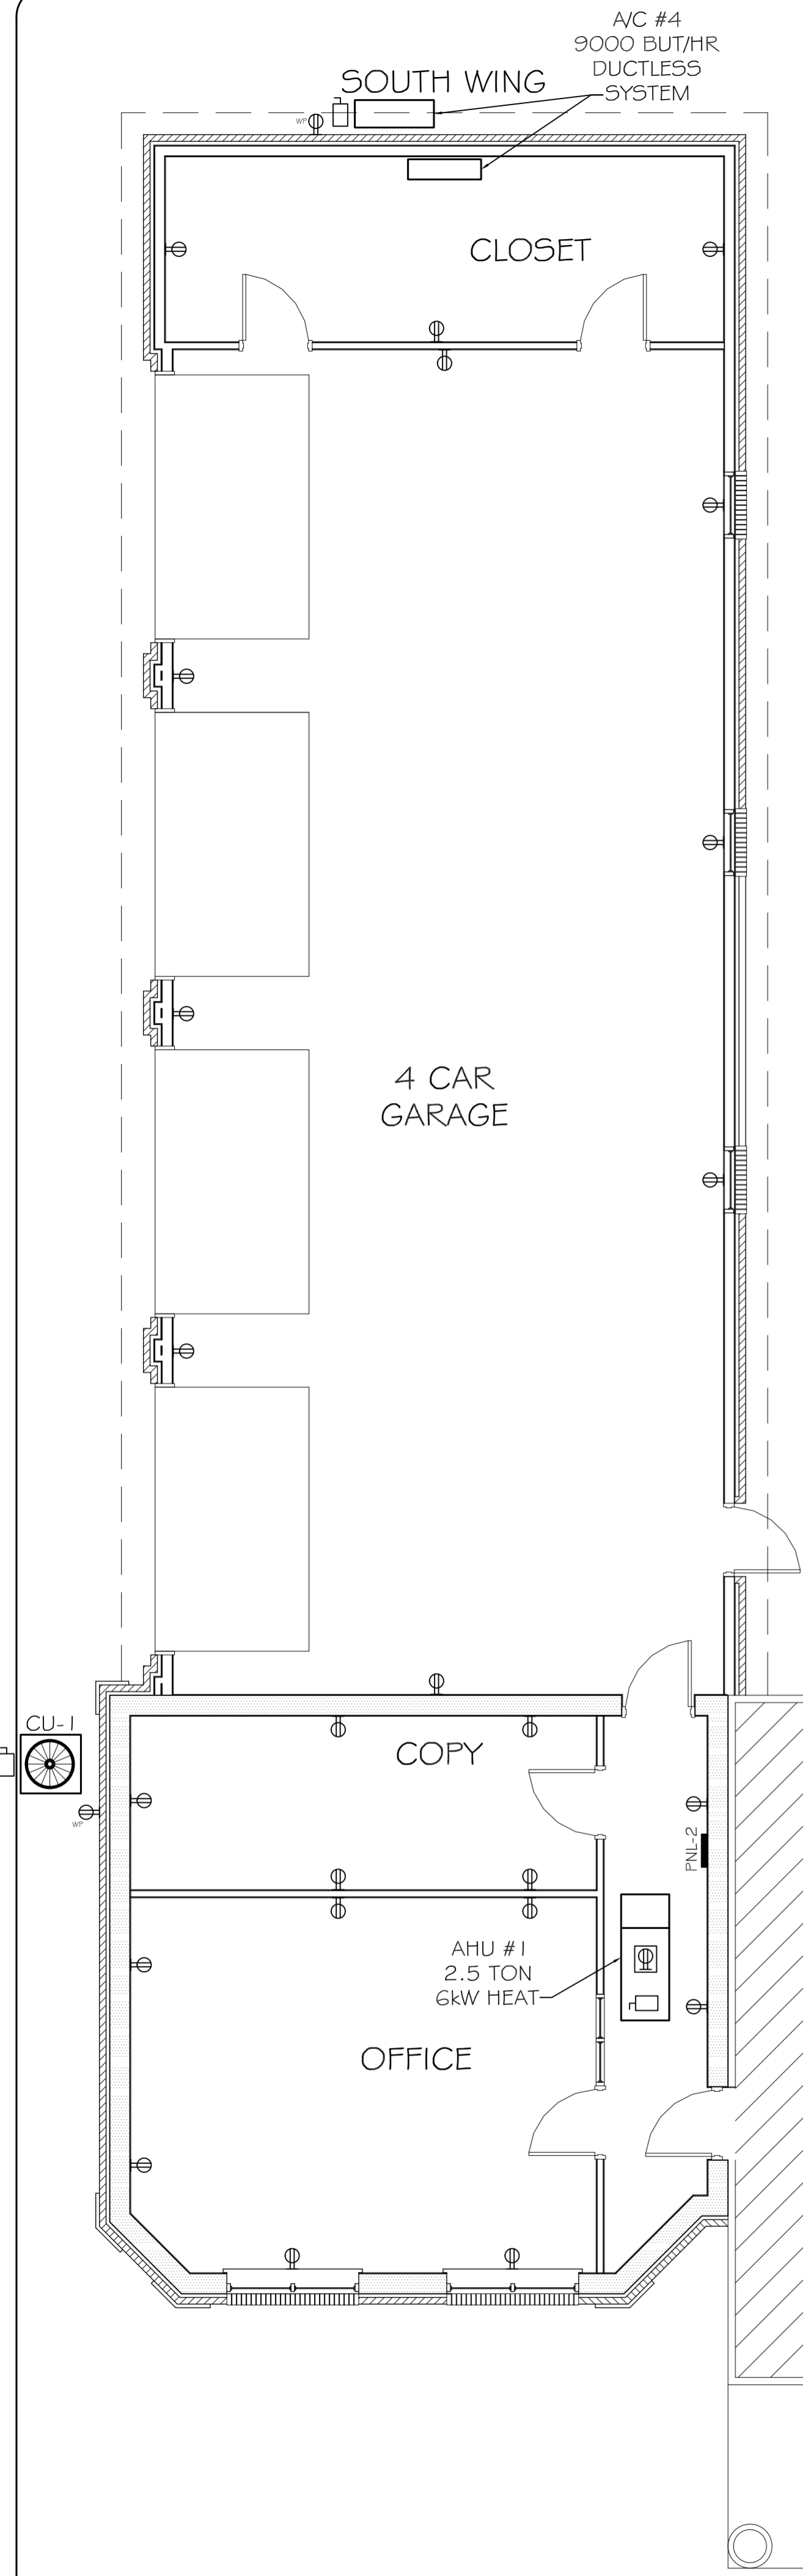 A/C #4
9000 BUT/HR
DUCTLESS
SYSTEM
SOUTH WING
WP
CLOSET
4 CAR
GARAGE
CU-1
WP
COPY
PNL-2
AHU #1
2.5 TON
6kW HEAT
OFFICE